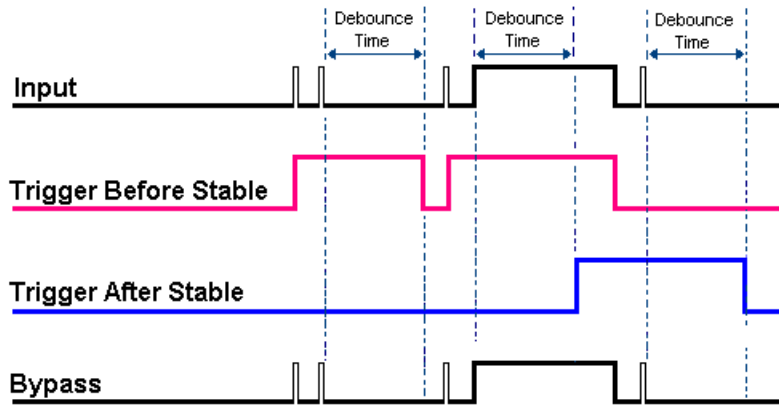 Debounce
Time
Debounce
Time
Debounce
Time
Input
Trigger Before Stable
Trigger After Stable
Bypass